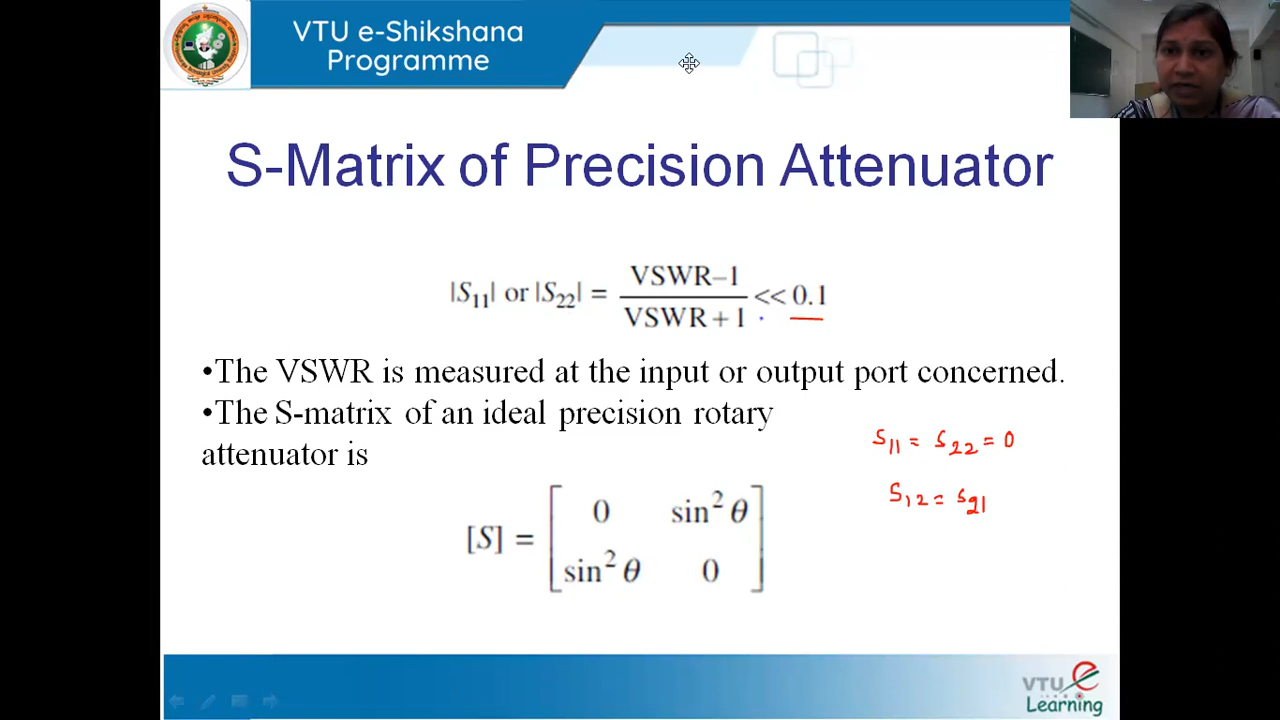 VTU e-Shikshana
Programme
S-Matrix of Precision Attenuator
|S₁₁| or |S₂₂| = VSWR–1 / VSWR+1 << 0.1
•The VSWR is measured at the input or output port concerned.
•The S-matrix of an ideal precision rotary
attenuator is
S₁₁ = S₂₂ = 0
S₁₂ = S₂₁
[S] = [0 sin² θ
sin² θ 0]
VTU e
Learning